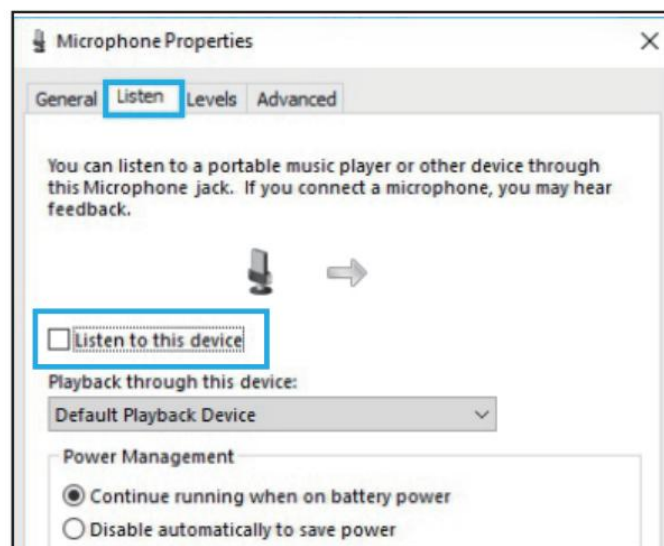 Microphone Properties
General Listen Levels Advanced
You can listen to a portable music player or other device through
this Microphone jack. If you connect a microphone, you may hear
feedback.
Listen to this device
Playback through this device:
Default Playback Device
Power Management
Continue running when on battery power
Disable automatically to save power